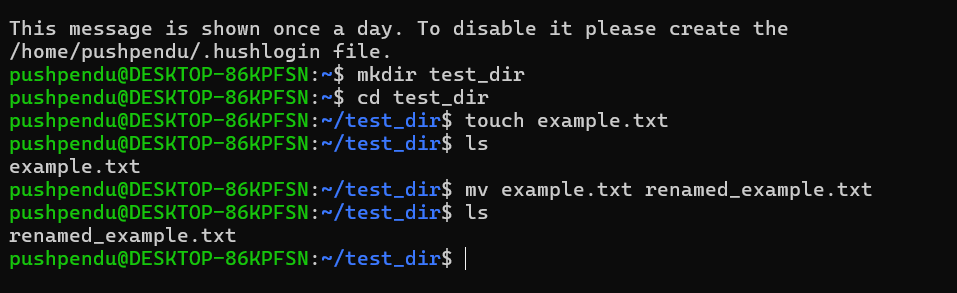 This message is shown once a day. To disable it please create the
/home/pushpendu/.hushlogin file.
pushpendu@DESKTOP-86KPFSN:~$ mkdir test_dir
pushpendu@DESKTOP-86KPFSN:~$ cd test_dir
pushpendu@DESKTOP-86KPFSN:~/test_dir$ touch example.txt
pushpendu@DESKTOP-86KPFSN:~/test_dir$ ls
example.txt
pushpendu@DESKTOP-86KPFSN:~/test_dir$ mv example.txt renamed_example.txt
pushpendu@DESKTOP-86KPFSN:~/test_dir$ ls
renamed_example.txt
pushpendu@DESKTOP-86KPFSN:~/test_dir$